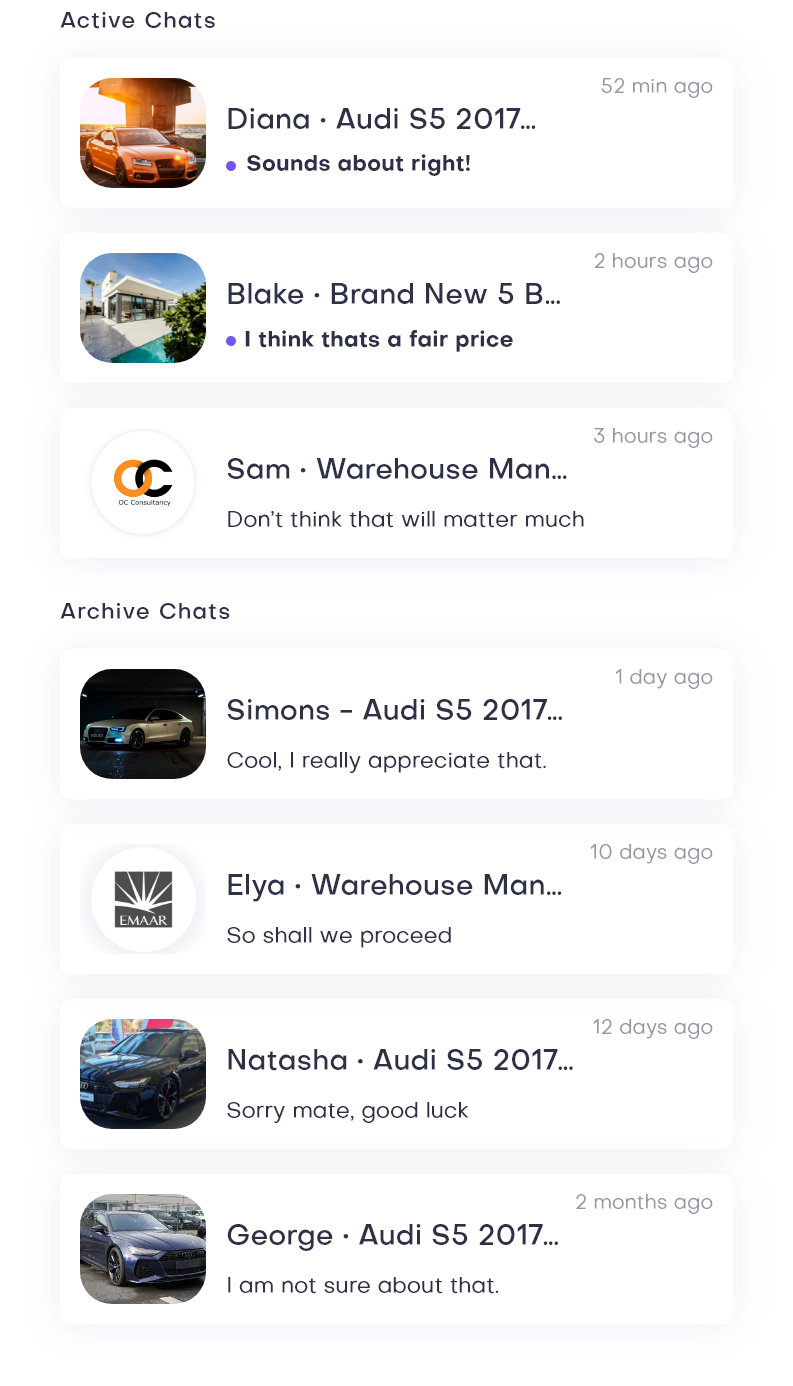 Active Chats
52 min ago
Diana · Audi S5 2017...
Sounds about right!
2 hours ago
Blake · Brand New 5 B...
I think thats a fair price
3 hours ago
OC
OC Consultancy
Sam · Warehouse Man...
Don’t think that will matter much
Archive Chats
1 day ago
Simons - Audi S5 2017...
Cool, I really appreciate that.
10 days ago
EMAAR
Elya · Warehouse Man...
So shall we proceed
12 days ago
Natasha · Audi S5 2017...
Sorry mate, good luck
2 months ago
George · Audi S5 2017...
I am not sure about that.